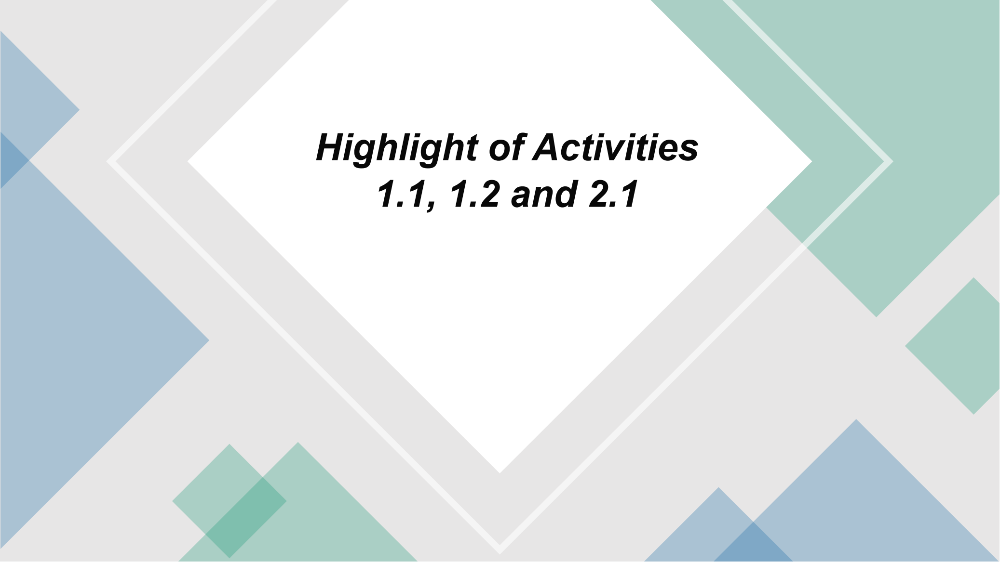 Highlight of Activities
1.1, 1.2 and 2.1